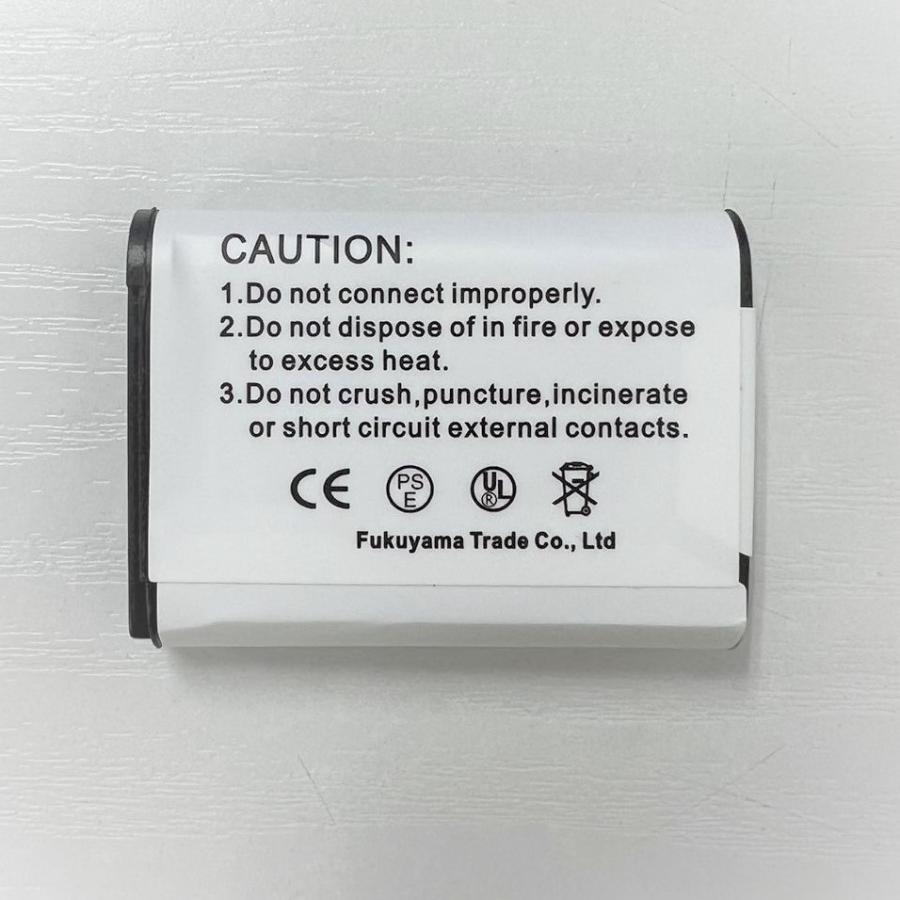 CAUTION:
1.Do not connect improperly.
2.Do not dispose of in fire or expose
to excess heat.
3.Do not crush,puncture,incinerate
or short circuit external contacts.
CE PSE UL®
Fukuyama Trade Co., Ltd